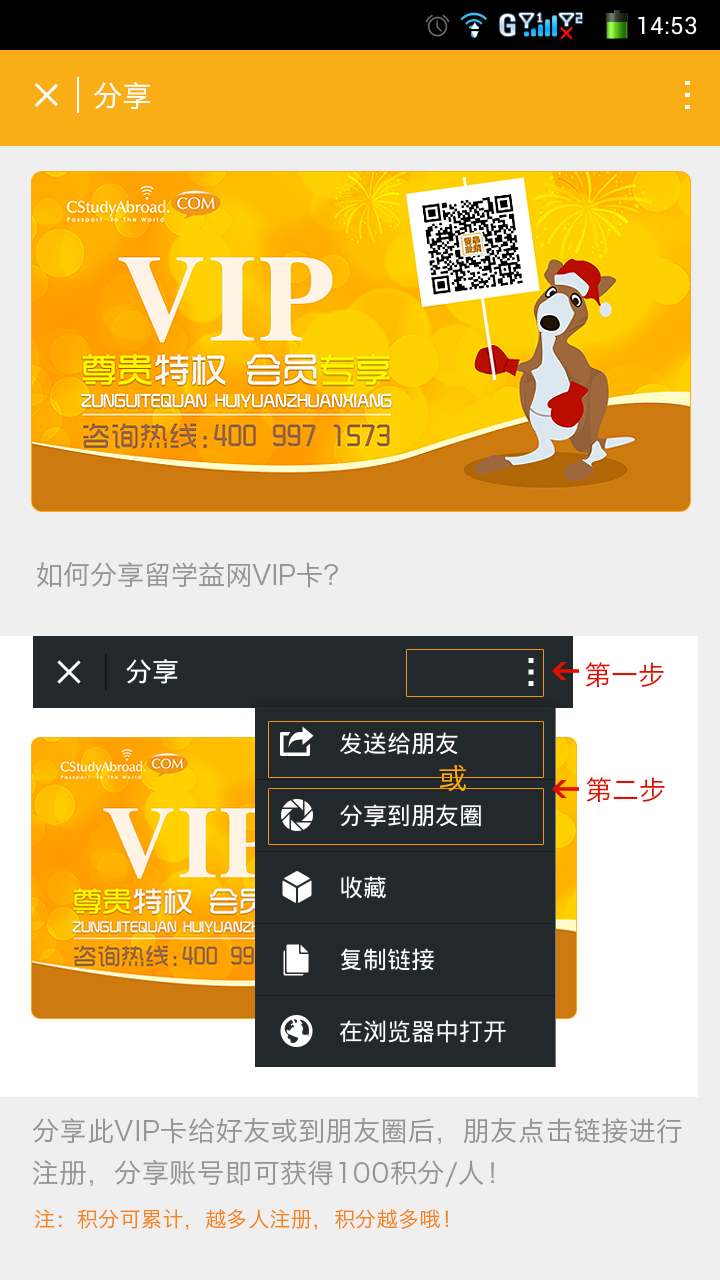 G 1 2 14:53
分享
CStudyAbroad. COM
Passport To The World
VIP
尊贵特权 会员专享
ZUNGUITEQUAN HUIYUANZHUANXIANG
咨询热线:400 997 1573
如何分享留学益网VIP卡?
分享
第一步
发送给朋友
或
第二步
分享到朋友圈
收藏
复制链接
在浏览器中打开
CStudyAbroad. COM
Passport To The World
VIP
尊贵特权 会员
ZUNGUITEQUAN HUIYUANZH
咨询热线:400 99
分享此VIP卡给好友或到朋友圈后，朋友点击链接进行
注册，分享账号即可获得100积分/人！
注：积分可累计，越多人注册，积分越多哦！